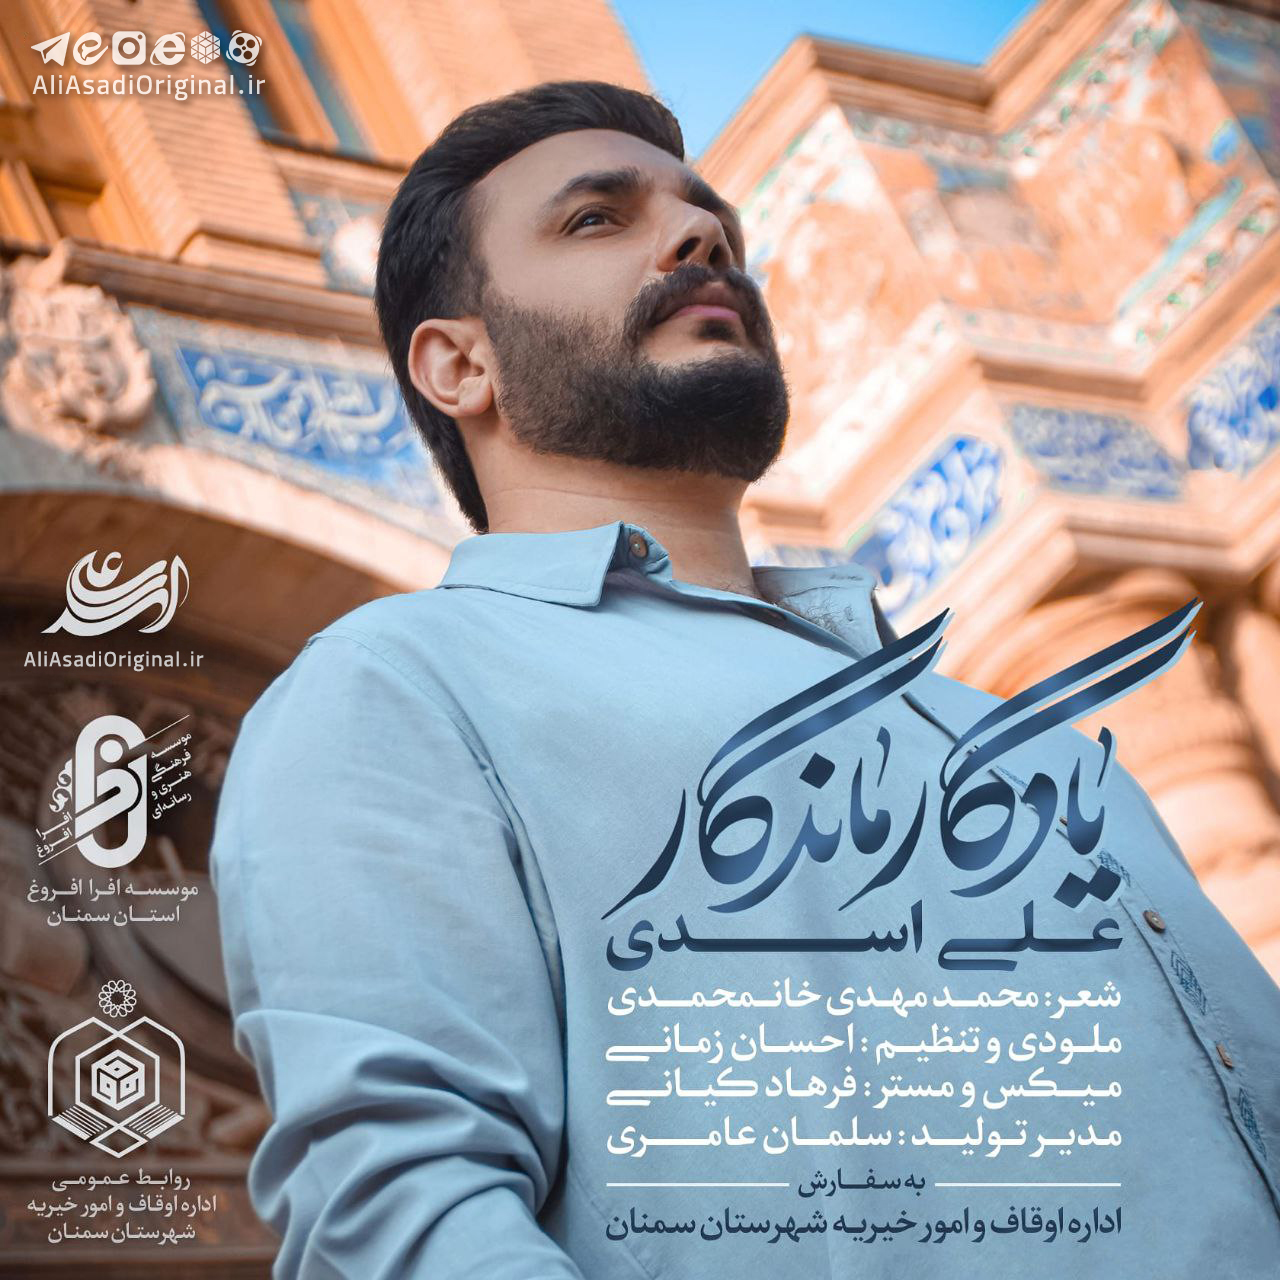 AliAsadiOriginal.ir
یادگار ماندگار
علی اسدی
شعر: محمد مهدی خانمحمدی
ملودی و تنظیم : احسان زمانی
میکس و مستر : فرهاد کیانی
مدیر تولید : سلمان عامری
به سفارش
اداره اوقاف و امور خیریه شهرستان سمنان
علی اسدی
AliAsadiOriginal.ir
موسسه
فرهنگی
هنری و
رسانه‌ای
افرا
افروغ
موسسه افرا افروغ
استان سمنان
روابط عمومی
اداره اوقاف و امور خیریه
شهرستان سمنان